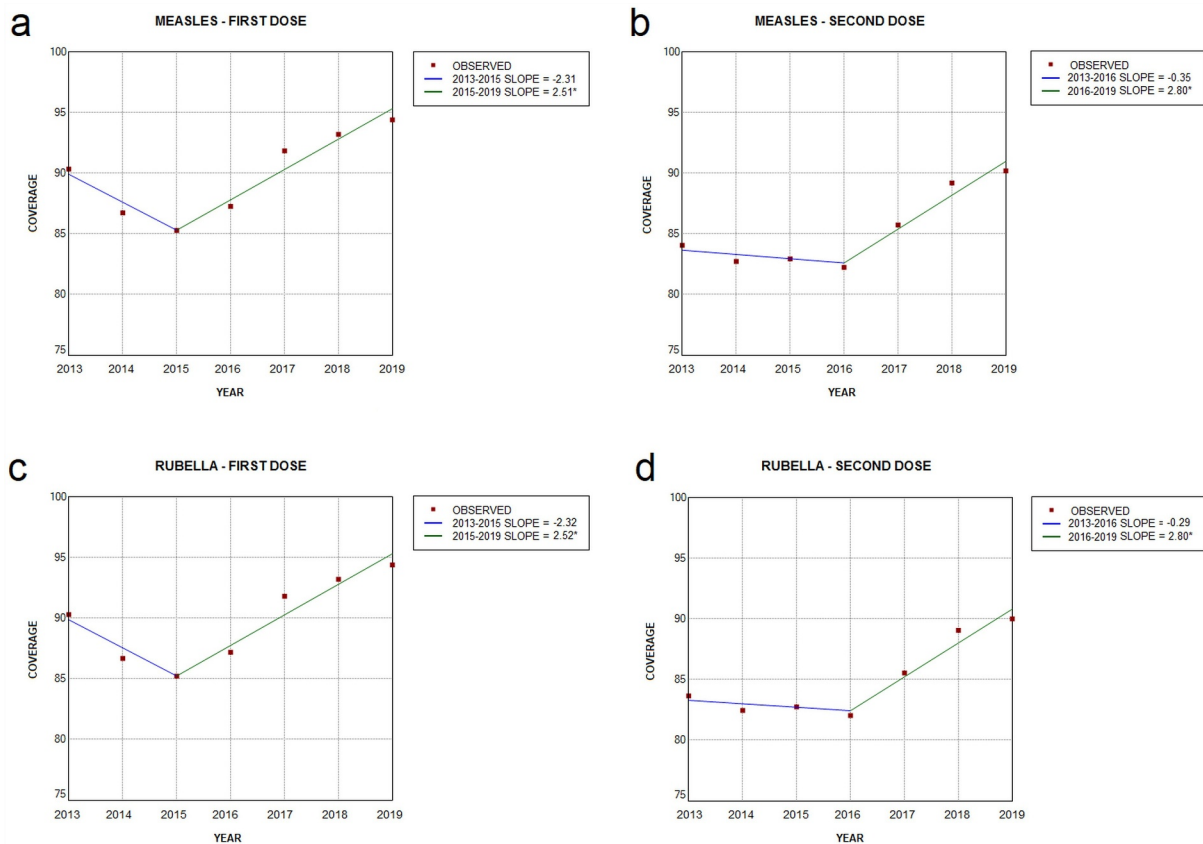 a
MEASLES - FIRST DOSE
OBSERVED
2013-2015 SLOPE = -2.31
2015-2019 SLOPE = 2.51*
100
95
90
85
80
75
COVERAGE
2013 2014 2015 2016 2017 2018 2019
YEAR
b
MEASLES - SECOND DOSE
OBSERVED
2013-2016 SLOPE = -0.35
2016-2019 SLOPE = 2.80*
100
95
90
85
80
75
COVERAGE
2013 2014 2015 2016 2017 2018 2019
YEAR
c
RUBELLA - FIRST DOSE
OBSERVED
2013-2015 SLOPE = -2.32
2015-2019 SLOPE = 2.52*
100
95
90
85
80
75
COVERAGE
2013 2014 2015 2016 2017 2018 2019
YEAR
d
RUBELLA - SECOND DOSE
OBSERVED
2013-2016 SLOPE = -0.29
2016-2019 SLOPE = 2.80*
100
95
90
85
80
75
COVERAGE
2013 2014 2015 2016 2017 2018 2019
YEAR